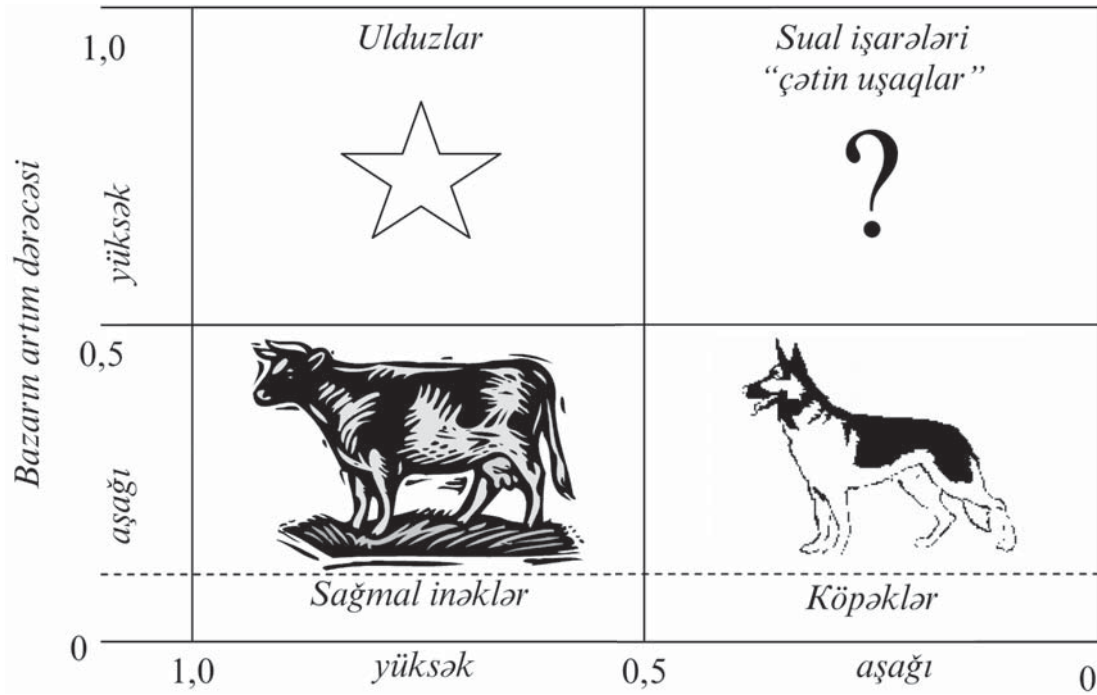 1,0
Ulduzlar
Sual işarələri
“çətin uşaqlar”
?
Bazarın artım dərəcəsi
yüksək
0,5
aşağı
Sağmal inəklər
Köpəklər
0
1,0
yüksək
0,5
aşağı
0